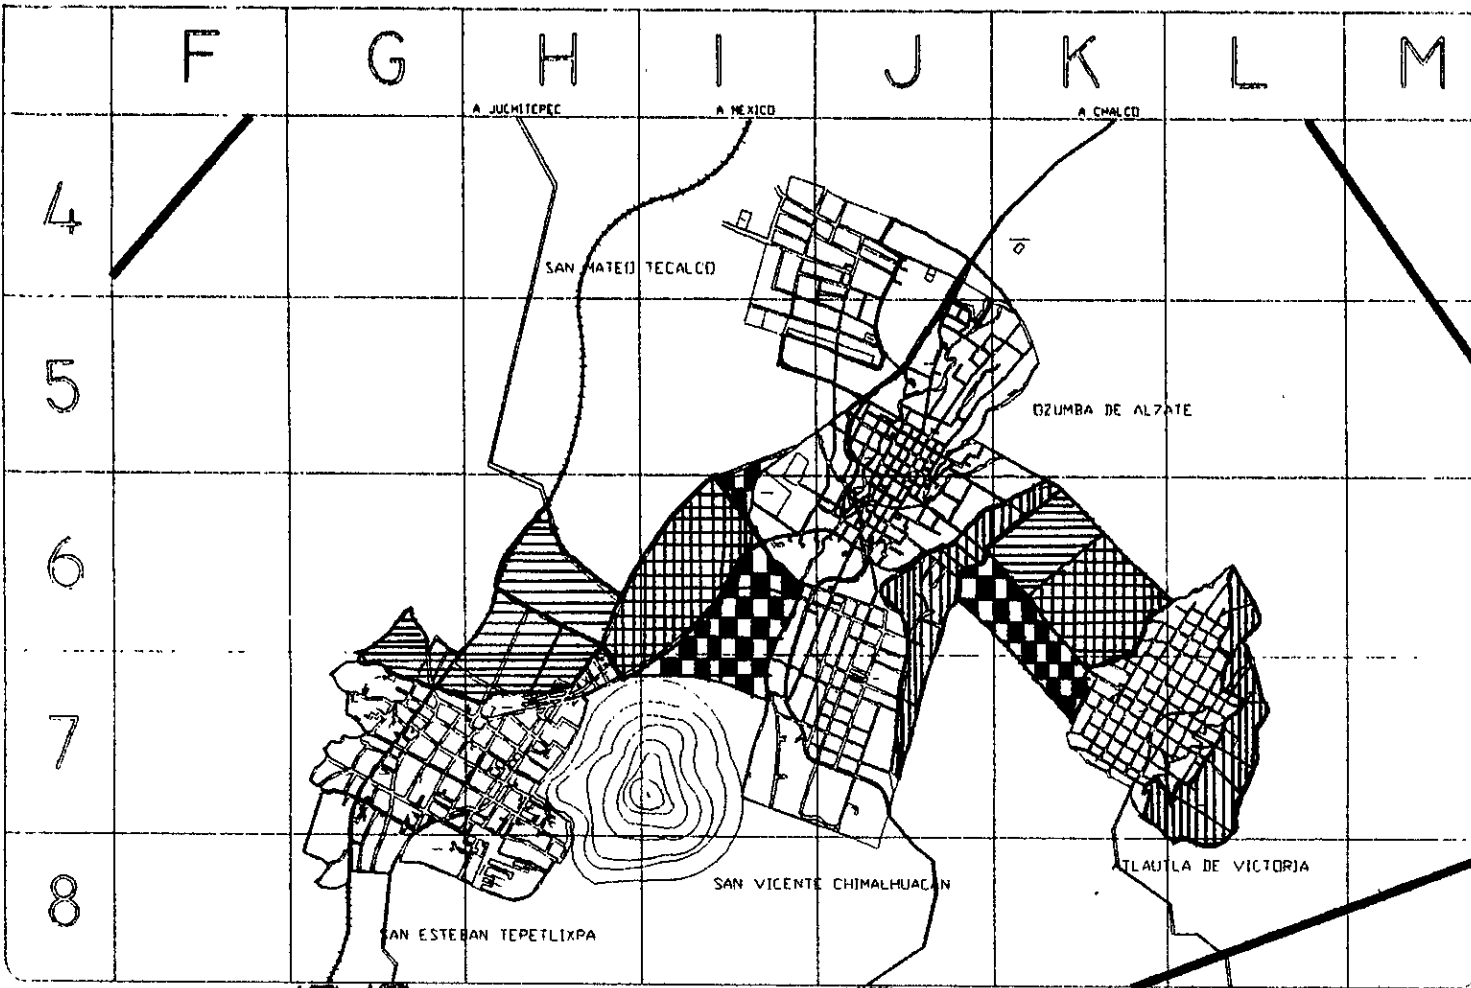 F G H I J K L M
A JUCHITEPEC A MEXICO A CHALCO
4
SAN MATEO TECALCO
5
OZUMBA DE ALZATE
6
7
ATLAUTLA DE VICTORIA
SAN VICENTE CHIMALHUACAN
8
SAN ESTEBAN TEPETLIXPA